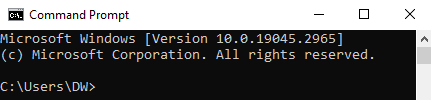 Command Prompt
Microsoft Windows [Version 10.0.19045.2965]
(c) Microsoft Corporation. All rights reserved.
C:\Users\DW>